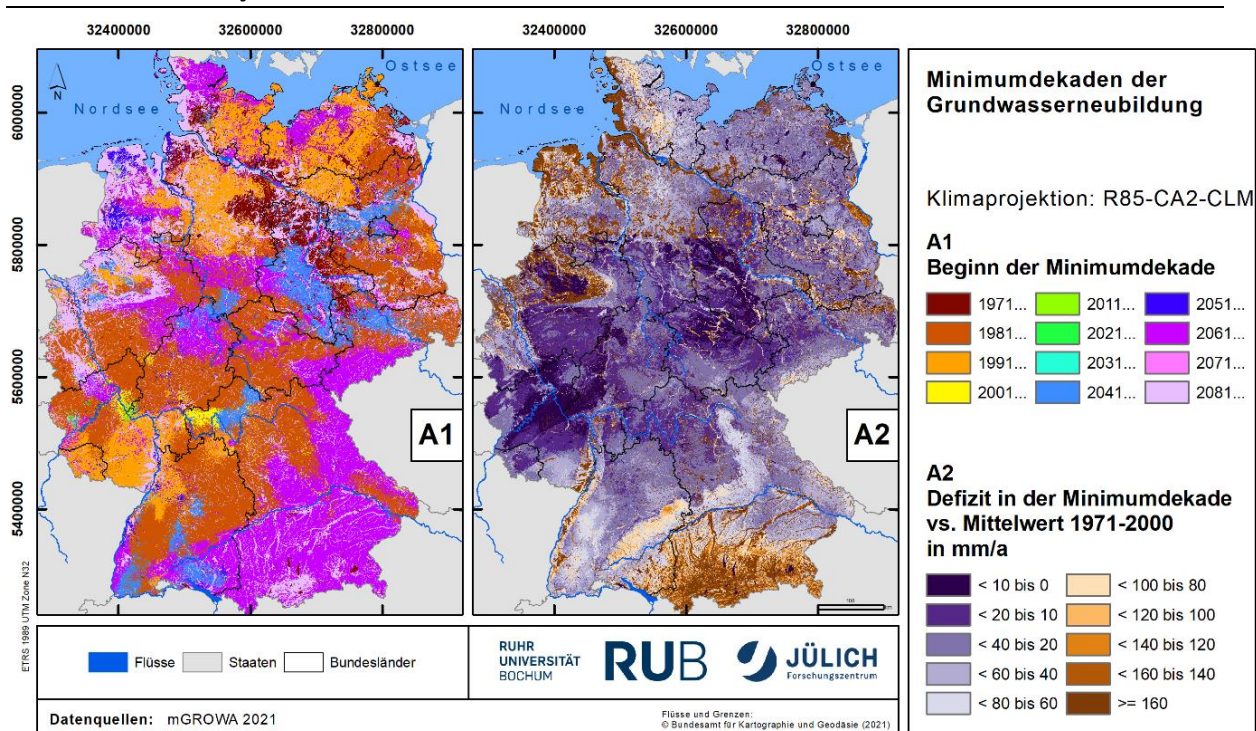 32400000 32600000 32800000
32400000 32600000 32800000
N
Nordsee
Ostsee
Nordsee
Ostsee
6000000
5800000
5600000
5400000
A1
A2
100
ETRS 1989 UTM Zone N32
Minimumdekaden der
Grundwasserneubildung
Klimaprojektion: R85-CA2-CLM
A1
Beginn der Minimumdekade
1971... 2011... 2051...
1981... 2021... 2061...
1991... 2031... 2071...
2001... 2041... 2081...
A2
Defizit in der Minimumdekade
vs. Mittelwert 1971-2000
in mm/a
< 10 bis 0 < 100 bis 80
< 20 bis 10 < 120 bis 100
< 40 bis 20 < 140 bis 120
< 60 bis 40 < 160 bis 140
< 80 bis 60 >= 160
Flüsse Staaten Bundesländer
RUHR
UNIVERSITÄT
BOCHUM
RUB
JÜLICH
Forschungszentrum
Datenquellen: mGROWA 2021
Flüsse und Grenzen:
© Bundesamt für Kartographie und Geodäsie (2021)